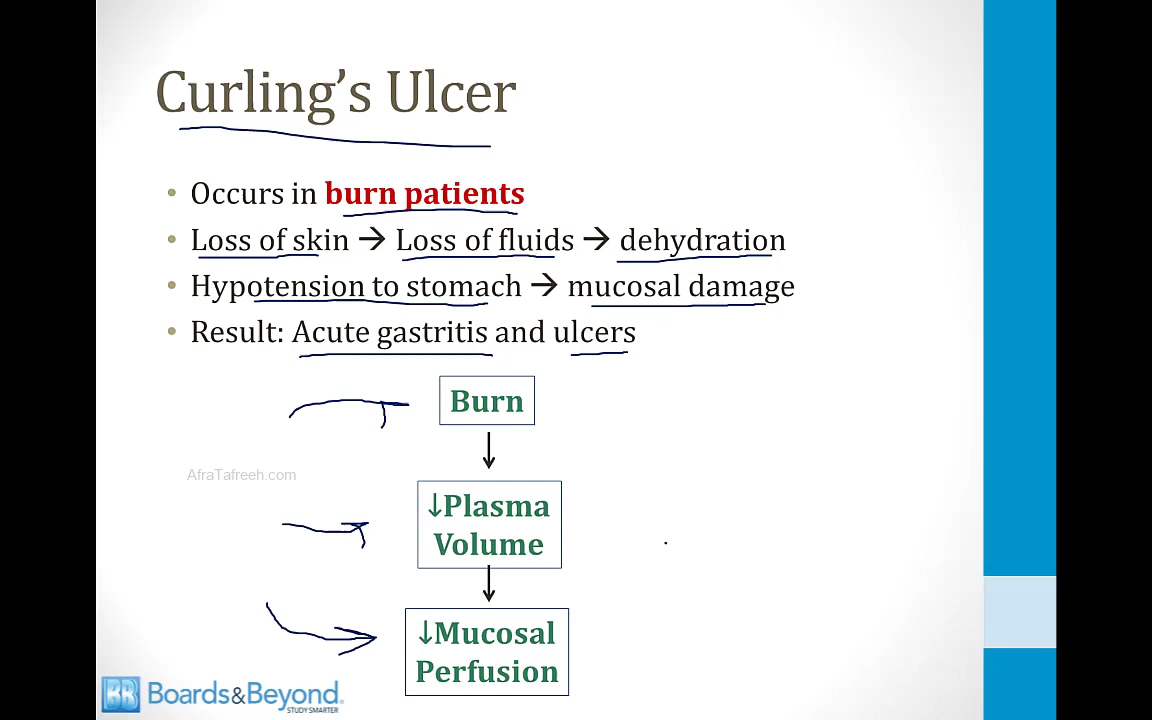 Curling's Ulcer
• Occurs in burn patients
• Loss of skin → Loss of fluids → dehydration
• Hypotension to stomach → mucosal damage
• Result: Acute gastritis and ulcers
Burn
AfraTafreeh.com
↓Plasma
Volume
↓Mucosal
Perfusion
BB Boards&Beyond.
STUDY SMARTER